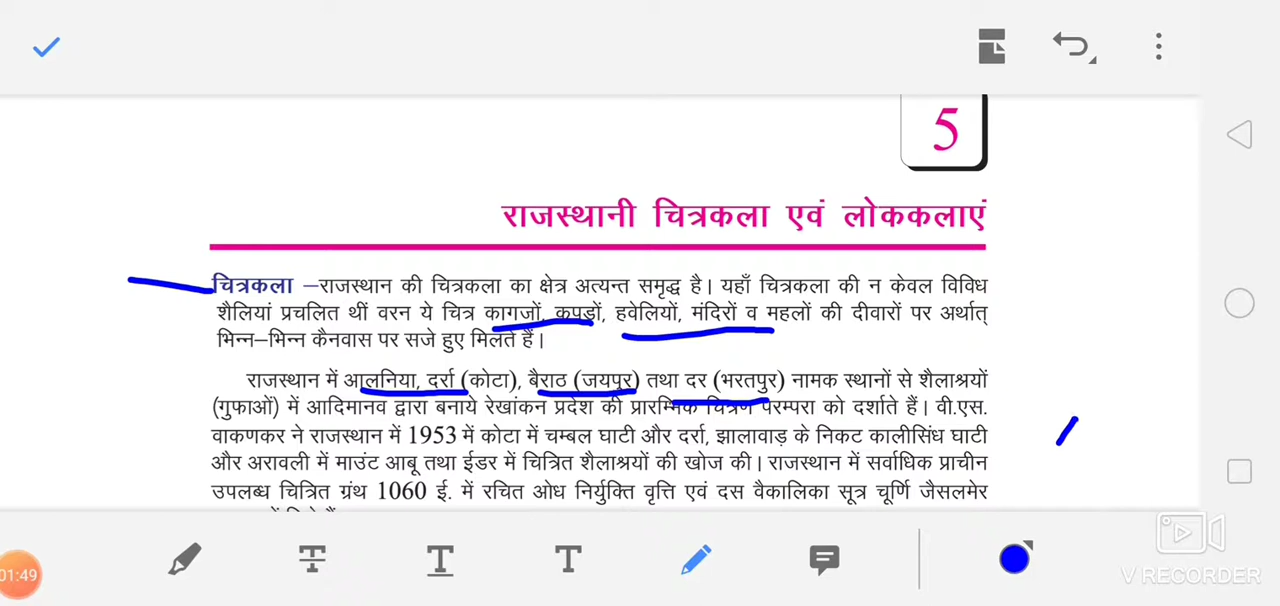 5
राजस्थानी चित्रकला एवं लोककलाएं
चित्रकला –राजस्थान की चित्रकला का क्षेत्र अत्यन्त समृद्ध है। यहाँ चित्रकला की न केवल विविध
शैलियां प्रचलित थीं वरन ये चित्र कागजों, कपड़ों, हवेलियों, मंदिरों व महलों की दीवारों पर अर्थात्
भिन्न–भिन्न कैनवास पर सजे हुए मिलते हैं।
राजस्थान में आलनिया, दर्रा (कोटा), बैराठ (जयपुर) तथा दर (भरतपुर) नामक स्थानों से शैलाश्रयों
(गुफाओं) में आदिमानव द्वारा बनाये रेखांकन प्रदेश की प्रारम्भिक चित्रण परम्परा को दर्शाते हैं। वी.एस.
वाकणकर ने राजस्थान में 1953 में कोटा में चम्बल घाटी और दर्रा, झालावाड़ के निकट कालीसिंध घाटी
और अरावली में माउंट आबू तथा ईडर में चित्रित शैलाश्रयों की खोज की। राजस्थान में सर्वाधिक प्राचीन
उपलब्ध चित्रित ग्रंथ 1060 ई. में रचित ओध निर्युक्ति वृत्ति एवं दस वैकालिका सूत्र चूर्णि जैसलमेर
T T T
01:49
V RECORDER